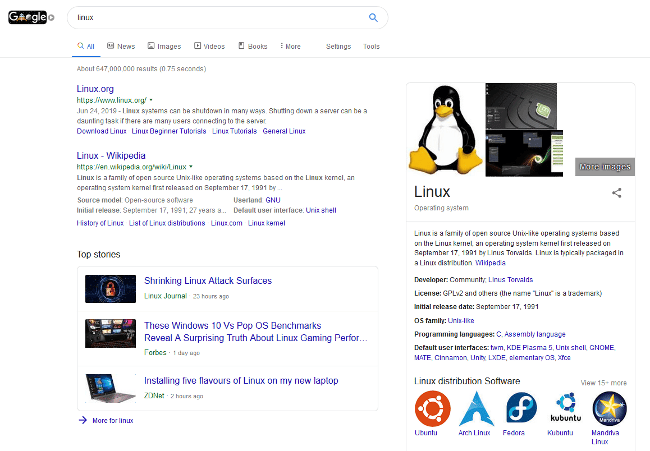 Google
linux
All News Images Videos Books More Settings Tools
About 647,000,000 results (0.75 seconds)
Linux.org
https://www.linux.org/
Jun 24, 2019 - Linux systems can be shutdown in many ways. Shutting down a server can be a
daunting task if there are many users connecting to the server.
Download Linux Linux Beginner Tutorials Linux Tutorials General Linux
Linux - Wikipedia
https://en.wikipedia.org/wiki/Linux
Linux is a family of open source Unix-like operating systems based on the Linux kernel, an
operating system kernel first released on September 17, 1991 by...
Source model: Open-source software Userland: GNU
Initial release: September 17, 1991; 27 years a... Default user interface: Unix shell
History of Linux List of Linux distributions Linux.com Linux kernel
Top stories
Shrinking Linux Attack Surfaces
Linux Journal · 23 hours ago
These Windows 10 Vs Pop OS Benchmarks
Reveal A Surprising Truth About Linux Gaming Perfor...
Forbes · 1 day ago
Installing five flavours of Linux on my new laptop
ZDNet · 2 hours ago
More for linux
More images
Linux
Operating system
Linux is a family of open source Unix-like operating systems based
on the Linux kernel, an operating system kernel first released on
September 17, 1991 by Linus Torvalds. Linux is typically packaged in
a Linux distribution. Wikipedia
Developer: Community; Linus Torvalds
License: GPLv2 and others (the name "Linux" is a trademark)
Initial release date: September 17, 1991
OS family: Unix-like
Programming languages: C, Assembly language
Default user interfaces: twm, KDE Plasma 5, Unix shell, GNOME,
MATE, Cinnamon, Unity, LXDE, elementary OS, Xfce
Linux distribution Software
View 15+ more
kubuntu
Mandriva
Ubuntu Arch Linux Fedora Kubuntu Mandriva
Linux